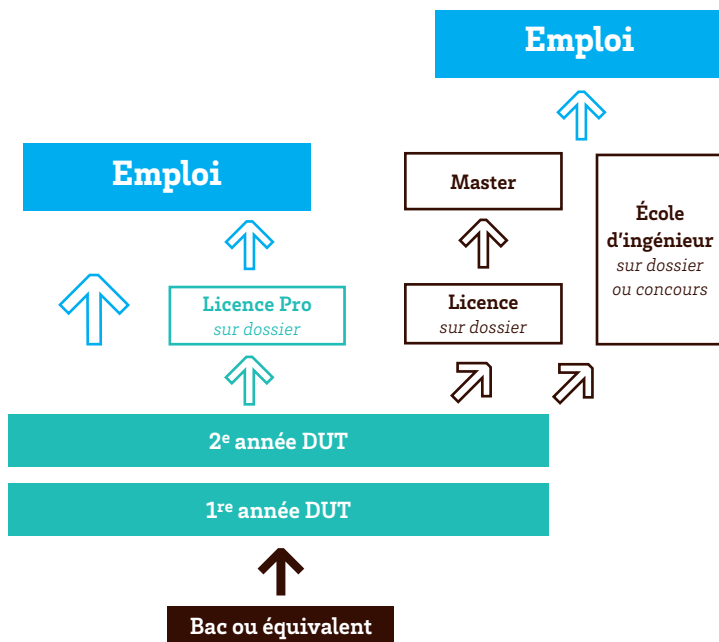 Emploi
Emploi
Master
École
d'ingénieur
sur dossier
ou concours
Licence Pro
sur dossier
Licence
sur dossier
2e année DUT
1re année DUT
Bac ou équivalent